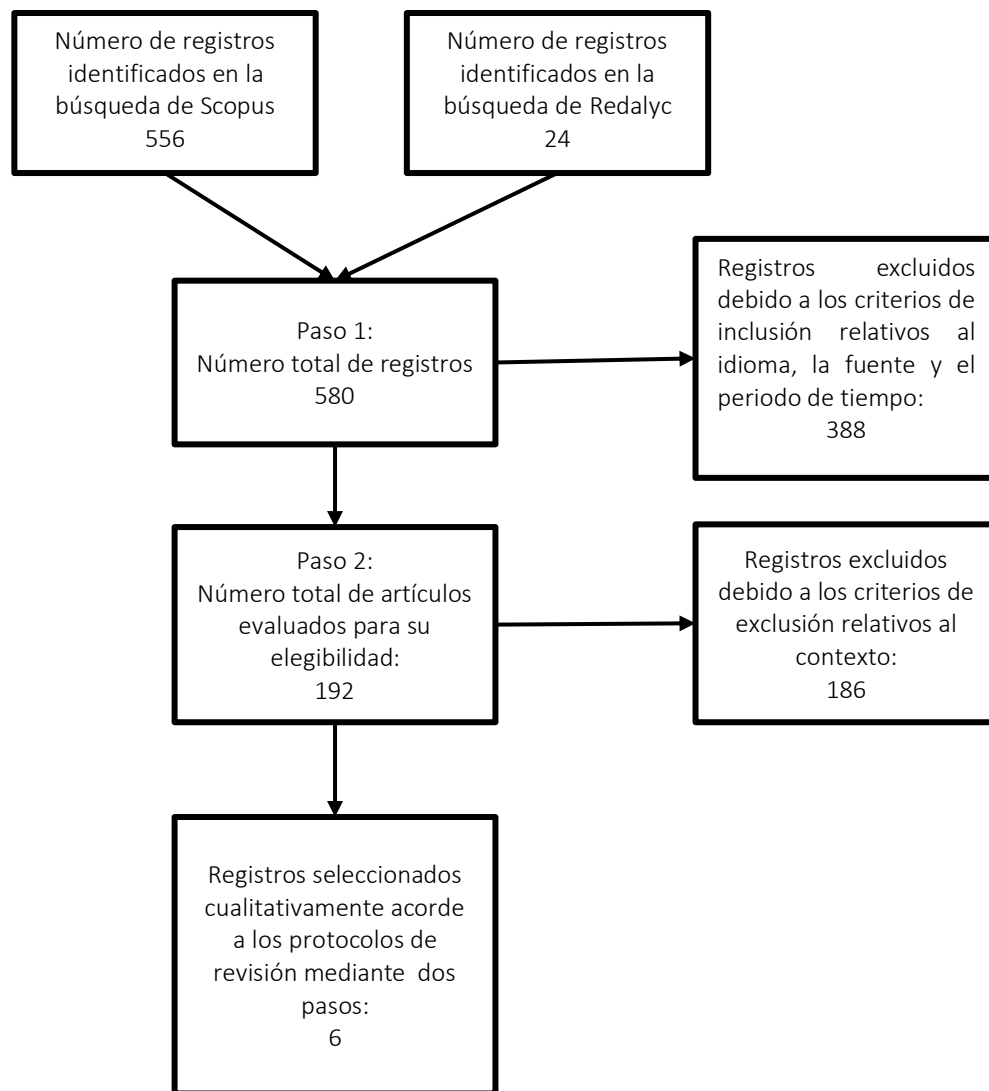 Número de registros
identificados en la
búsqueda de Scopus
556
Número de registros
identificados en la
búsqueda de Redalyc
24
Paso 1:
Número total de registros
580
Registros excluidos
debido a los criterios de
inclusión relativos al
idioma, la fuente y el
periodo de tiempo:
388
Paso 2:
Número total de artículos
evaluados para su
elegibilidad:
192
Registros excluidos
debido a los criterios de
exclusión relativos al
contexto:
186
Registros seleccionados
cualitativamente acorde
a los protocolos de
revisión mediante dos
pasos:
6